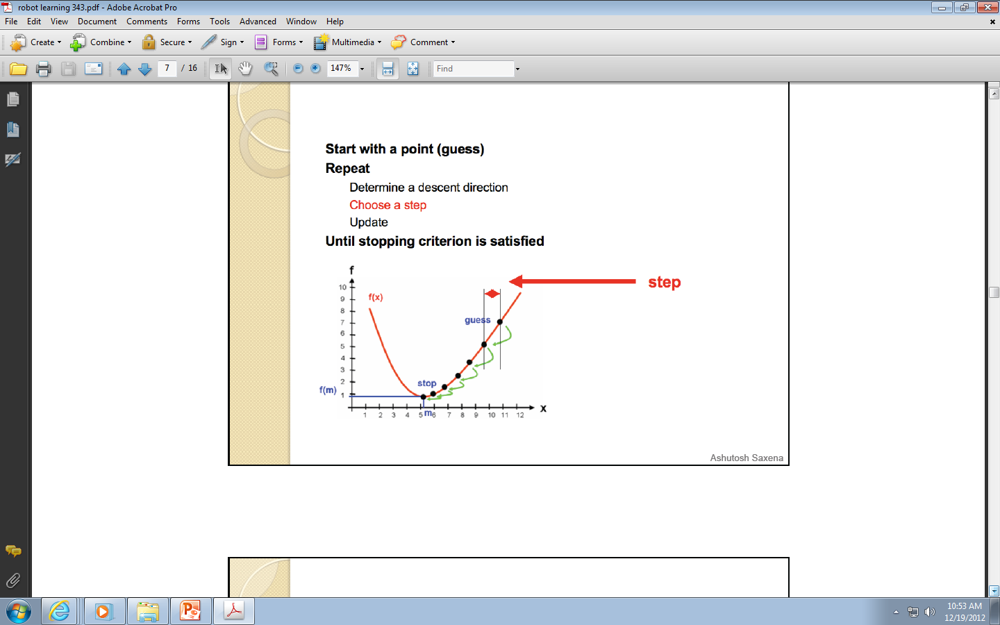 robot learning 343.pdf - Adobe Acrobat Pro
File Edit View Document Comments Forms Tools Advanced Window Help
Create Combine Secure Sign Forms Multimedia Comment
7 / 16 147% Find
Start with a point (guess)
Repeat
Determine a descent direction
Choose a step
Update
Until stopping criterion is satisfied
f
step
10
f(x)
9
8
guess
7
6
5
4
3
stop
2
f(m)
1
x
1 2 3 4 5 m 6 7 8 9 10 11 12
Ashutosh Saxena
10:53 AM
12/19/2012